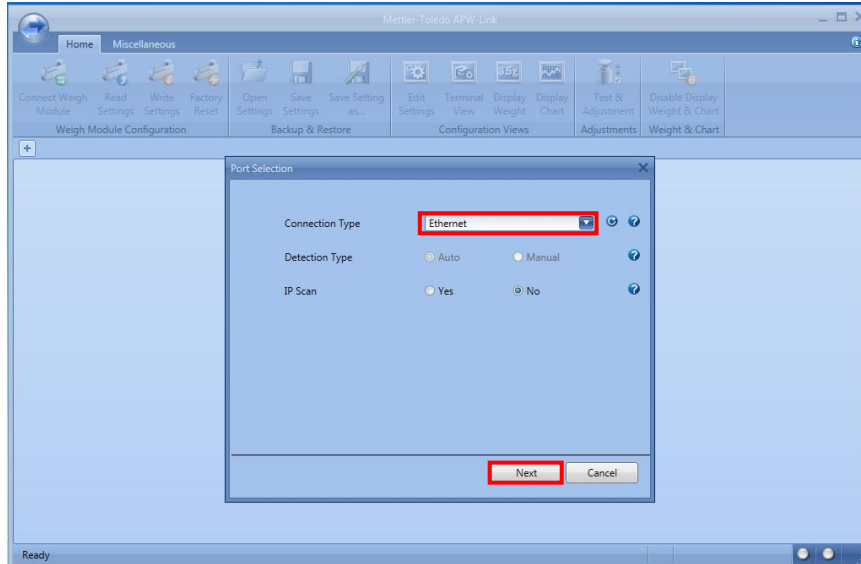 Mettler-Toledo APW-Link
Home Miscellaneous
Connect Weigh Module
Read Settings
Write Settings
Factory Reset
Open Settings
Save Settings
Save Setting as...
Edit Settings
Terminal View
Display Weight
Display Chart
Test & Adjustment
Disable Display Weight & Chart
Weigh Module Configuration
Backup & Restore
Configuration Views
Adjustments
Weight & Chart
Port Selection
Connection Type Ethernet
Detection Type Auto Manual
IP Scan Yes No
Next Cancel
Ready